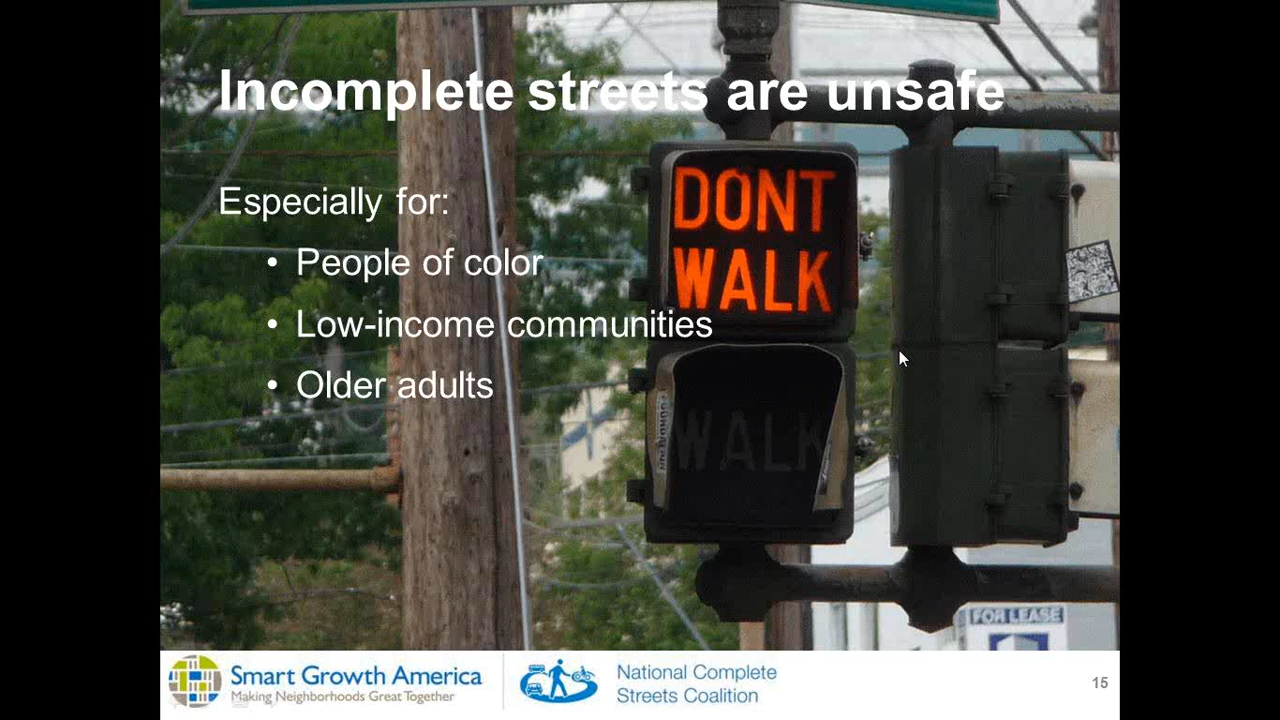 Incomplete streets are unsafe
Especially for:
• People of color
• Low-income communities
• Older adults
DONT
WALK
WALK
FOR LEASE
Smart Growth America
Making Neighborhoods Great Together
National Complete
Streets Coalition
15